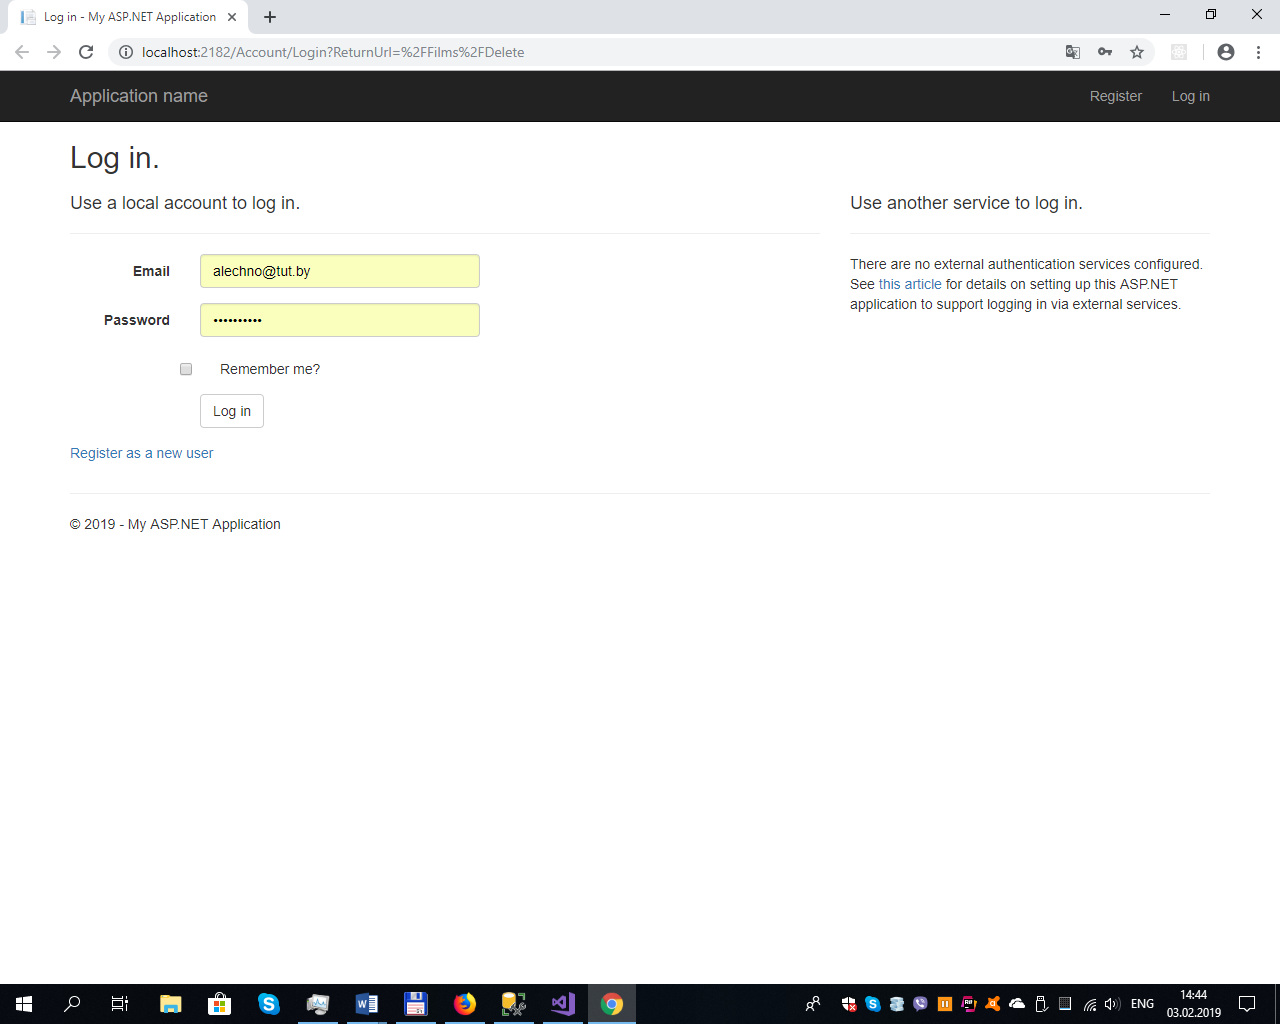 Log in - My ASP.NET Application
localhost:2182/Account/Login?ReturnUrl=%2FFilms%2FDelete
Application name
Register
Log in
Log in.
Use a local account to log in.
Email
alechno@tut.by
Password
••••••••••
Remember me?
Log in
Register as a new user
Use another service to log in.
There are no external authentication services configured.
See this article for details on setting up this ASP.NET
application to support logging in via external services.
© 2019 - My ASP.NET Application
ENG
14:44
03.02.2019